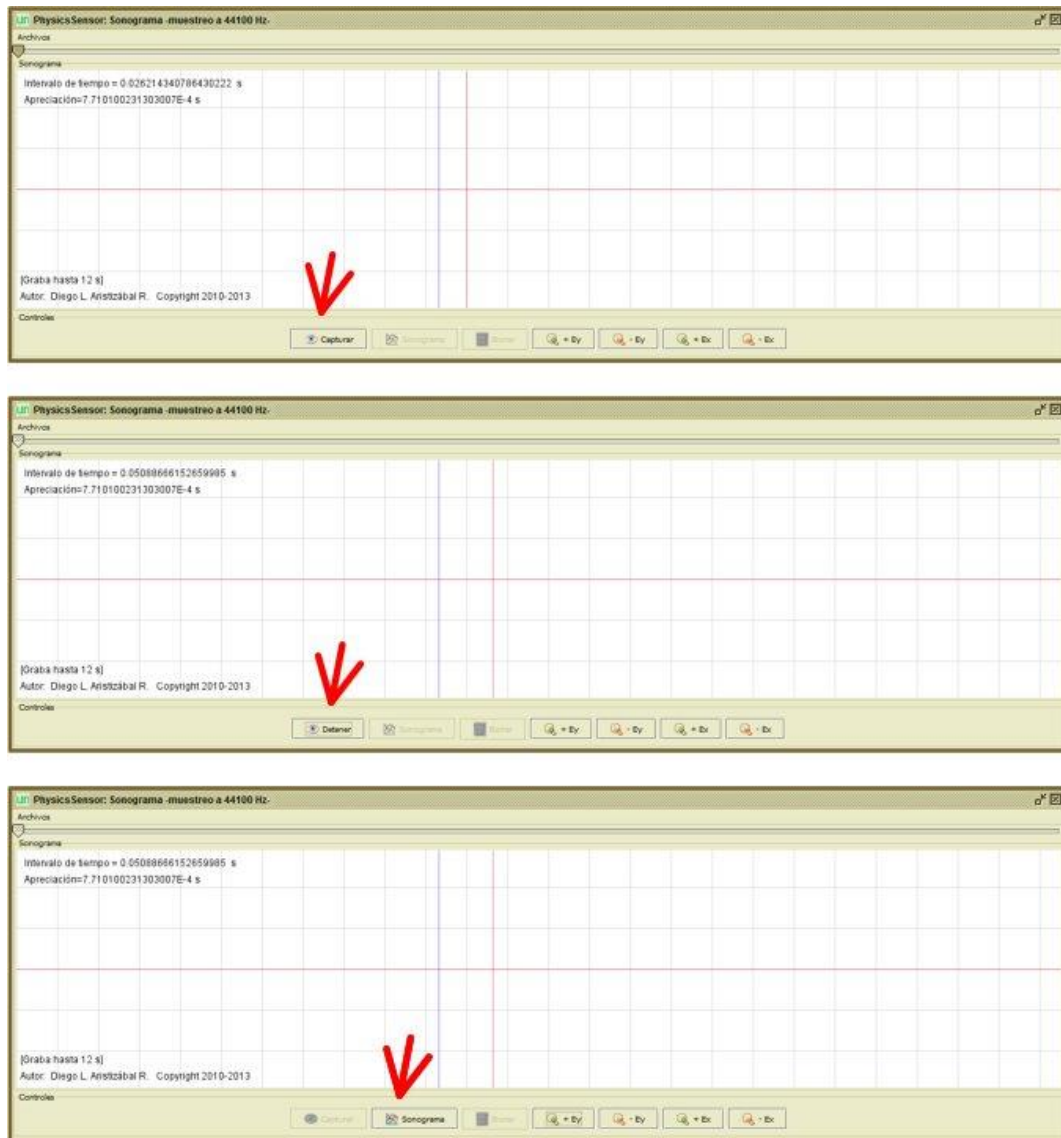 PhysicsSensor: Sonograma -muestreo a 44100 Hz-
Archivos
Sonograma
Intervalo de tiempo = 0.026214340786430222 s
Apreciación=7.710100231303007E-4 s
[Graba hasta 12 s]
Autor: Diego L. Aristizábal R. Copyright 2010-2013
Controles
Capturar Sonograma Borrar + Ey - Ey + Ex - Ex
PhysicsSensor: Sonograma -muestreo a 44100 Hz-
Archivos
Sonograma
Intervalo de tiempo = 0.05088666152659985 s
Apreciación=7.710100231303007E-4 s
[Graba hasta 12 s]
Autor: Diego L. Aristizábal R. Copyright 2010-2013
Controles
Detener Sonograma Borrar + Ey - Ey + Ex - Ex
PhysicsSensor: Sonograma -muestreo a 44100 Hz-
Archivos
Sonograma
Intervalo de tiempo = 0.05088666152659985 s
Apreciación=7.710100231303007E-4 s
[Graba hasta 12 s]
Autor: Diego L. Aristizábal R. Copyright 2010-2013
Controles
Capturar Sonograma Borrar + Ey - Ey + Ex - Ex